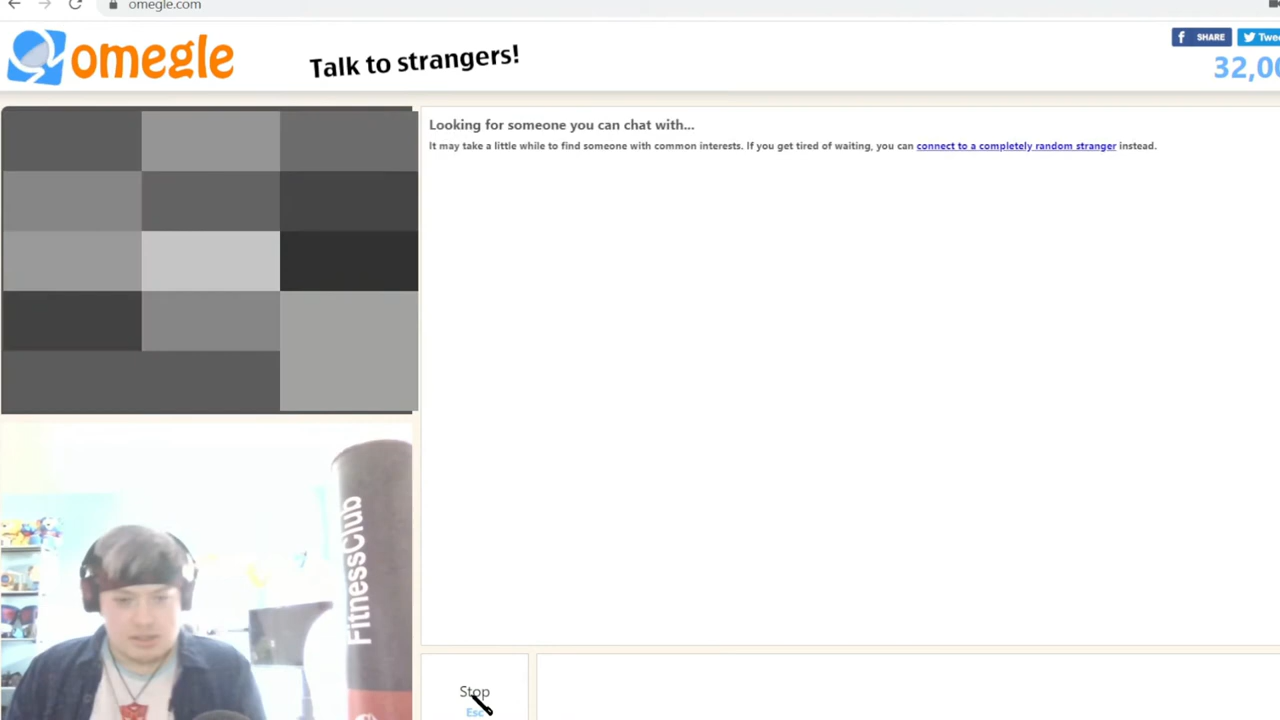 omegle.com
omegle
Talk to strangers!
SHARE
Twee
32,00
Looking for someone you can chat with...
It may take a little while to find someone with common interests. If you get tired of waiting, you can connect to a completely random stranger instead.
FitnessClub
Stop
Esc